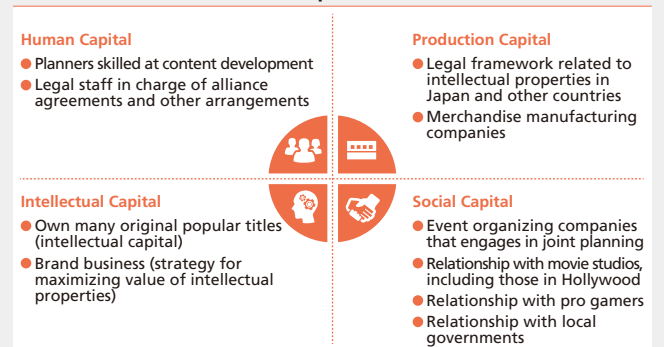 Human Capital
● Planners skilled at content development
● Legal staff in charge of alliance
agreements and other arrangements
Production Capital
● Legal framework related to
intellectual properties in
Japan and other countries
● Merchandise manufacturing
companies
Intellectual Capital
● Own many original popular titles
(intellectual capital)
● Brand business (strategy for
maximizing value of intellectual
properties)
Social Capital
● Event organizing companies
that engages in joint planning
● Relationship with movie studios,
including those in Hollywood
● Relationship with pro gamers
● Relationship with local
governments